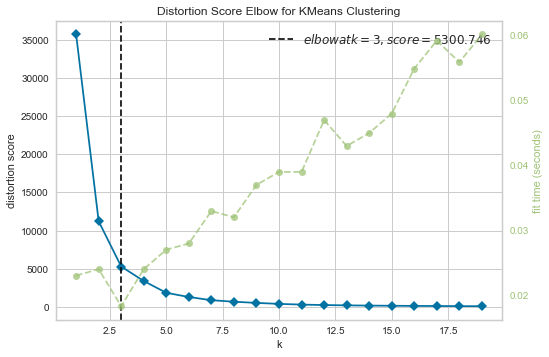 Distortion Score Elbow for KMeans Clustering
elbowatk = 3, score = 5300.746
distortion score
35000
30000
25000
20000
15000
10000
5000
0
0.06
0.05
0.04
0.03
0.02
fit time (seconds)
2.5 5.0 7.5 10.0 12.5 15.0 17.5
k